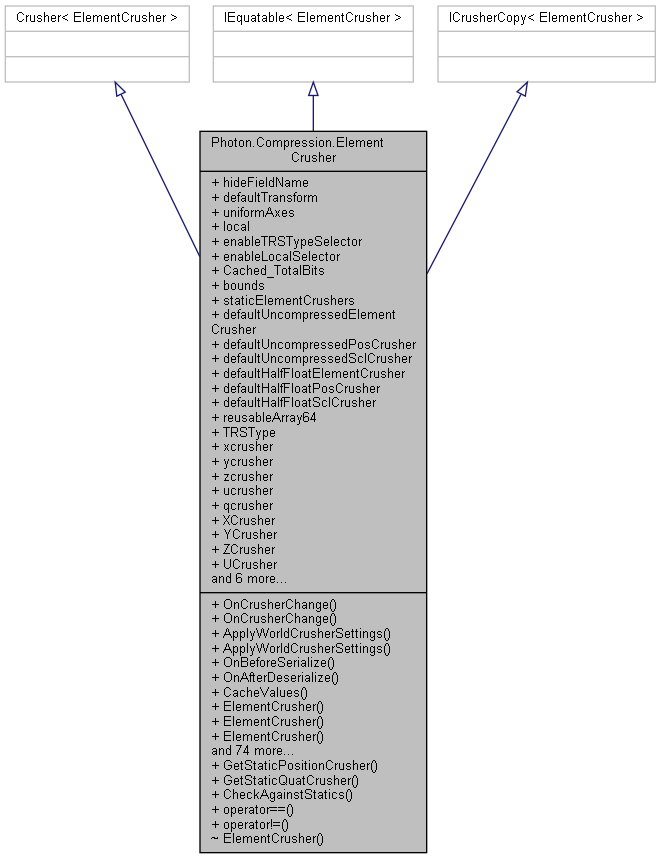 Crusher< ElementCrusher >
IEquatable< ElementCrusher >
ICrusherCopy< ElementCrusher >
Photon.Compression.Element
Crusher
+ hideFieldName
+ defaultTransform
+ uniformAxes
+ local
+ enableTRSTypeSelector
+ enableLocalSelector
+ Cached_TotalBits
+ bounds
+ staticElementCrushers
+ defaultUncompressedElement
Crusher
+ defaultUncompressedPosCrusher
+ defaultUncompressedSclCrusher
+ defaultHalfFloatElementCrusher
+ defaultHalfFloatPosCrusher
+ defaultHalfFloatSclCrusher
+ reusableArray64
+ TRSType
+ xcrusher
+ ycrusher
+ zcrusher
+ ucrusher
+ qcrusher
+ XCrusher
+ YCrusher
+ ZCrusher
+ UCrusher
and 6 more...
+ OnCrusherChange()
+ OnCrusherChange()
+ ApplyWorldCrusherSettings()
+ ApplyWorldCrusherSettings()
+ OnBeforeSerialize()
+ OnAfterDeserialize()
+ CacheValues()
+ ElementCrusher()
+ ElementCrusher()
+ ElementCrusher()
and 74 more...
+ GetStaticPositionCrusher()
+ GetStaticQuatCrusher()
+ CheckAgainstStatics()
+ operator==()
+ operator!=()
~ ElementCrusher()